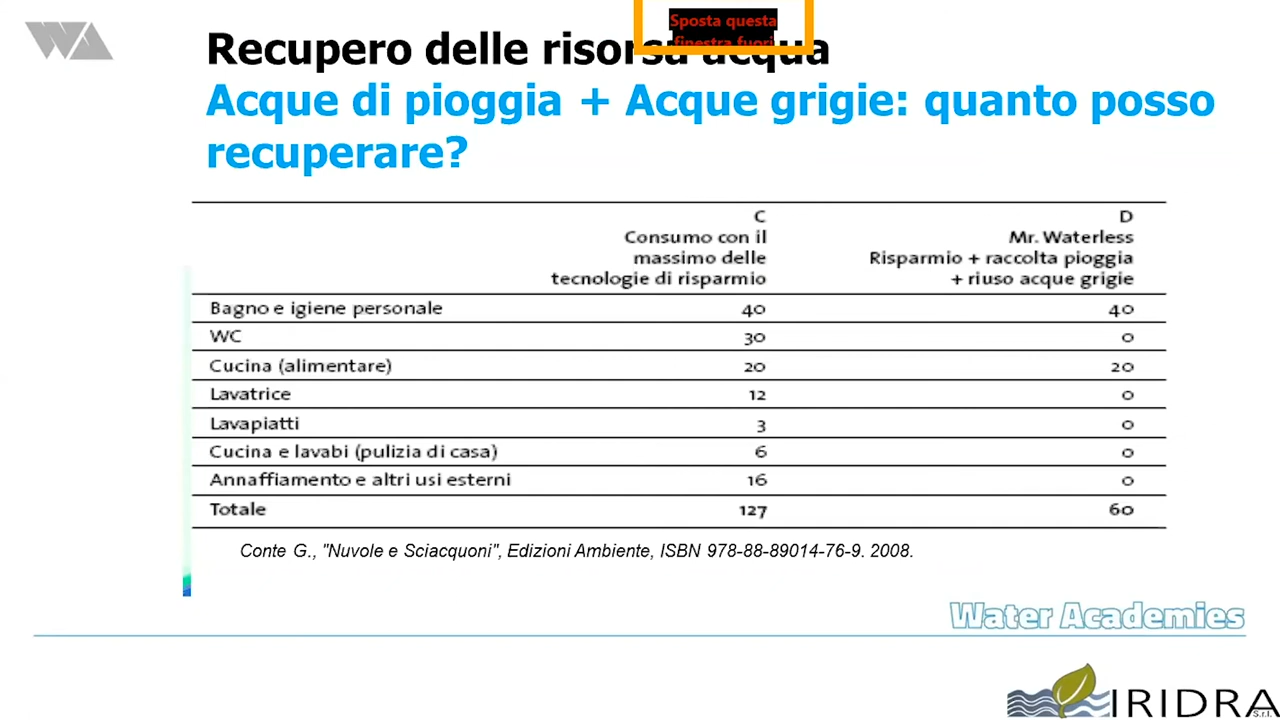 WA
Sposta questa
finestra fuori
Recupero delle risorsa acqua
Acque di pioggia + Acque grigie: quanto posso
recuperare?
C D
Consumo con il Mr. Waterless
massimo delle Risparmio + raccolta pioggia
tecnologie di risparmio + riuso acque grigie
Bagno e igiene personale 40 40
WC 30 0
Cucina (alimentare) 20 20
Lavatrice 12 0
Lavapiatti 3 0
Cucina e lavabi (pulizia di casa) 6 0
Annaffiamento e altri usi esterni 16 0
Totale 127 60
Conte G., "Nuvole e Sciacquoni", Edizioni Ambiente, ISBN 978-88-89014-76-9. 2008.
Water Academies
IRIDRA
S.r.l.